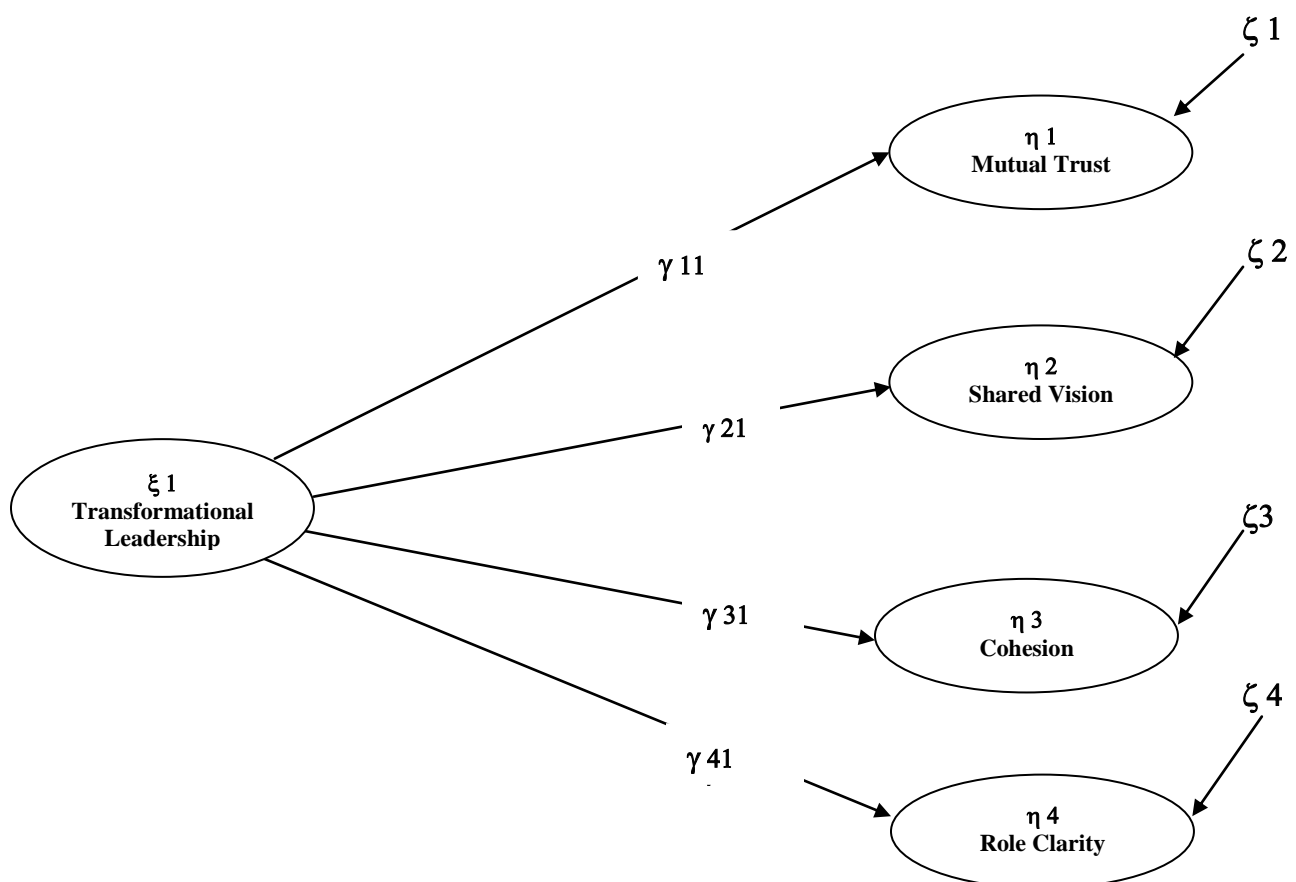 ζ 1
η 1
Mutual Trust
γ 11
ζ 2
η 2
Shared Vision
γ 21
ξ 1
Transformational
Leadership
ζ3
η 3
Cohesion
γ 31
ζ 4
γ 41
η 4
Role Clarity